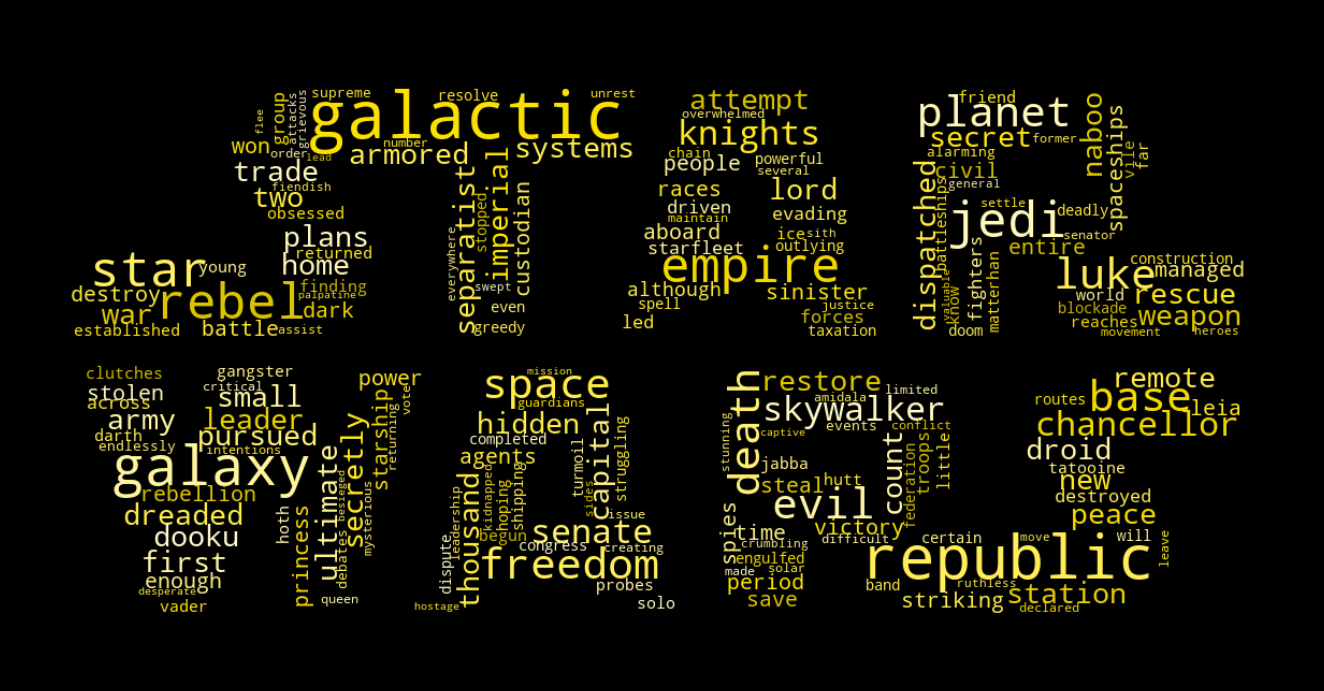 supreme
resolve
unrest
galactic
flee
group
attacks
grievous
won
order
lead
number
armored
systems
trade
fiendish
two
obsessed
plans
returned
home
star
young
rebel
finding
palpatine
destroy
war
dark
established
battle
assist
separatist
everywhere
stopped
imperial
custodian
swept
even
greedy
attempt
overwhelmed
knights
chain
people
powerful
several
races
lord
driven
maintain
evading
aboard
ice
sith
starfleet
outlying
empire
although
sinister
spell
justice
led
forces
taxation
planet
friend
secret
former
alarming
civil
general
naboo
spaceships
vile
far
dispatched
battleships
jedi
settle
deadly
senator
entire
luke
construction
managed
world
rescue
blockade
weapon
reaches
movement
heroes
valuable
know
fighters
matterhan
doom
clutches
gangster
stolen
critical
small
power
across
army
leader
darth
pursued
endlessly
intentions
galaxy
rebellion
dreaded
dooku
first
enough
desperate
vader
hoth
princess
ultimate
debates
besieged
secretly
mysterious
starship
returning
vote
queen
mission
space
guardians
hidden
completed
agents
capital
turmoil
struggling
sides
thousand
leadership
kidnapped
hoping
shipping
begun
issue
senate
congress
creating
freedom
dispute
probes
hostage
solo
death
stunning
restore
limited
amidala
skywalker
events
conflict
captive
jabba
steal
hutt
count
federation
troops
little
evil
spies
time
victory
difficult
crumbling
engulfed
made
solar
period
save
remote
routes
base
leia
chancellor
droid
tatooine
new
destroyed
peace
certain
move
will
leave
republic
band
ruthless
striking
station
declared